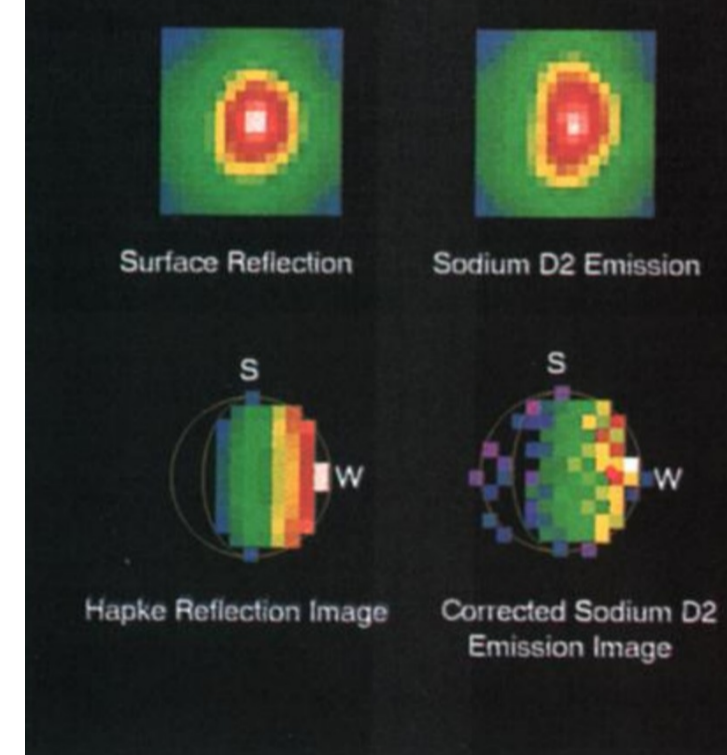 Surface Reflection
Sodium D2 Emission
S
S
W
W
Hapke Reflection Image
Corrected Sodium D2
Emission Image